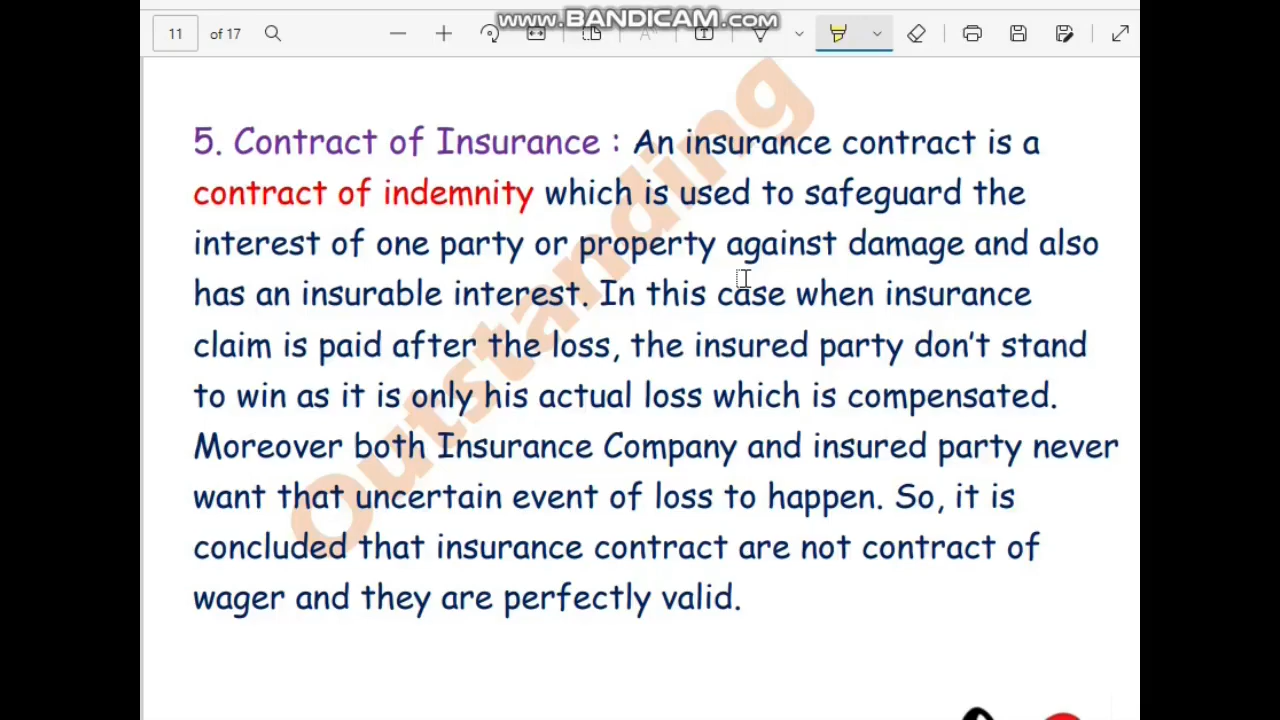 www.BANDICAM.com
11 of 17
5. Contract of Insurance : An insurance contract is a
contract of indemnity which is used to safeguard the
interest of one party or property against damage and also
has an insurable interest. In this case when insurance
claim is paid after the loss, the insured party don't stand
to win as it is only his actual loss which is compensated.
Moreover both Insurance Company and insured party never
want that uncertain event of loss to happen. So, it is
concluded that insurance contract are not contract of
wager and they are perfectly valid.
Outstanding